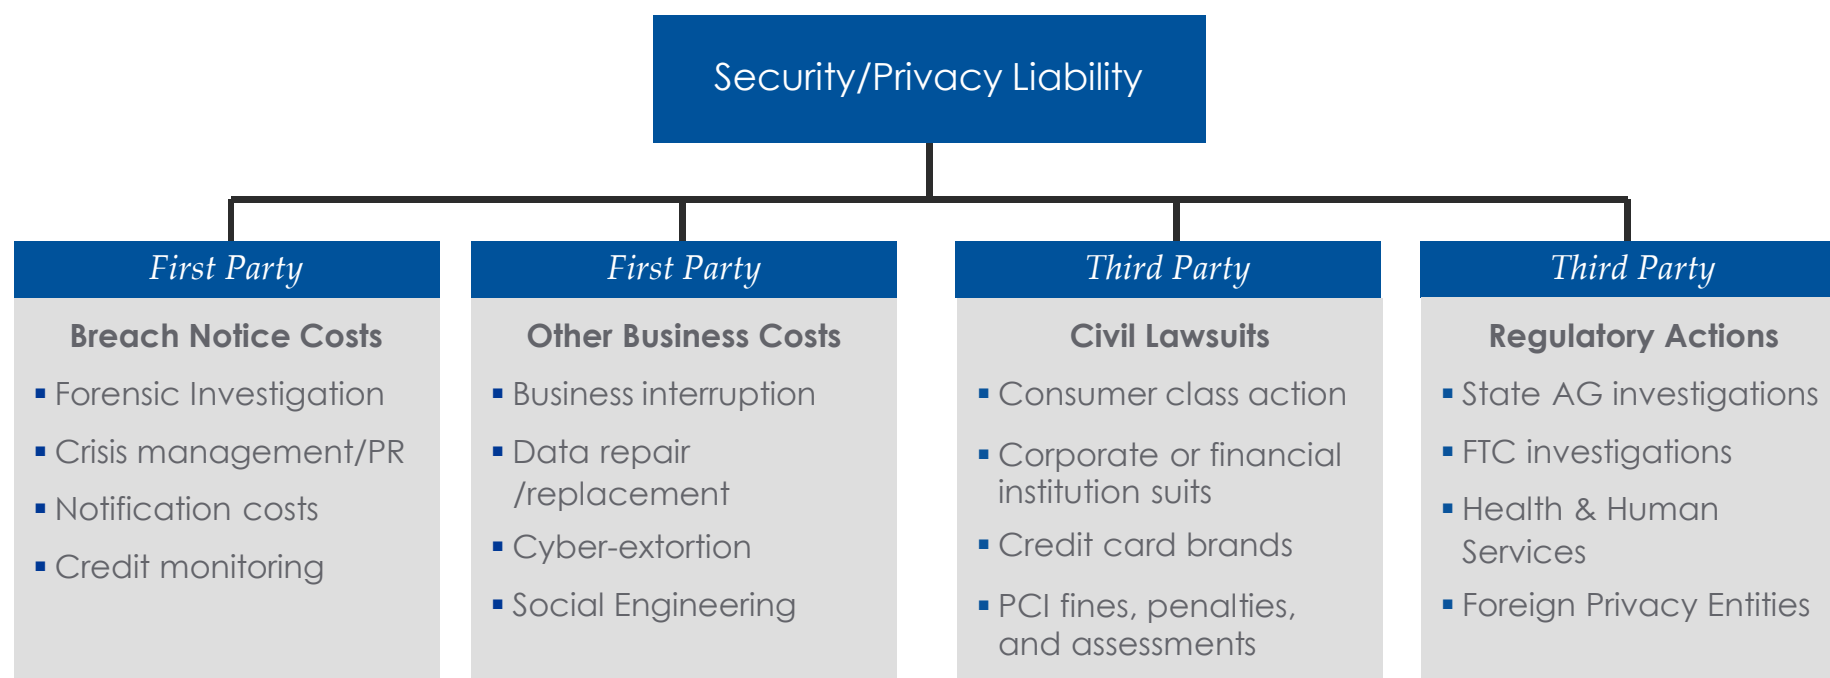 Security/Privacy Liability
First Party
Breach Notice Costs
▪ Forensic Investigation
▪ Crisis management/PR
▪ Notification costs
▪ Credit monitoring
First Party
Other Business Costs
▪ Business interruption
▪ Data repair
/replacement
▪ Cyber-extortion
▪ Social Engineering
Third Party
Civil Lawsuits
▪ Consumer class action
▪ Corporate or financial
institution suits
▪ Credit card brands
▪ PCI fines, penalties,
and assessments
Third Party
Regulatory Actions
▪ State AG investigations
▪ FTC investigations
▪ Health & Human
Services
▪ Foreign Privacy Entities